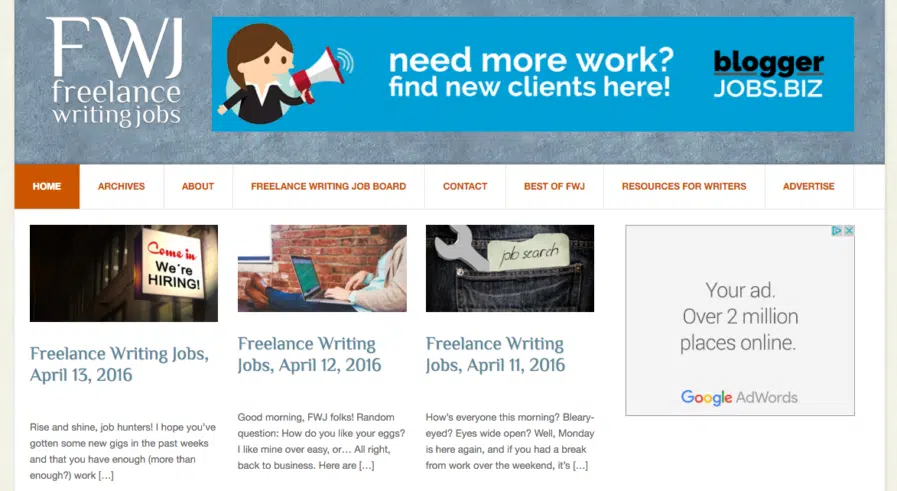 FWJ
freelance
writing jobs
need more work?
find new clients here!
blogger
JOBS.BIZ
HOME
ARCHIVES
ABOUT
FREELANCE WRITING JOB BOARD
CONTACT
BEST OF FWJ
RESOURCES FOR WRITERS
ADVERTISE
Come in
We're
HIRING!
Freelance Writing Jobs,
April 13, 2016
Rise and shine, job hunters! I hope you've
gotten some new gigs in the past weeks
and that you have enough (more than
enough?) work […]
Freelance Writing
Jobs, April 12, 2016
Good morning, FWJ folks! Random
question: How do you like your eggs?
I like mine over easy, or… All right,
back to business. Here are […]
job search
Freelance Writing
Jobs, April 11, 2016
How's everyone this morning? Bleary-
eyed? Eyes wide open? Well, Monday
is here again, and if you had a break
from work over the weekend, it's […]
Your ad.
Over 2 million
places online.
Google AdWords